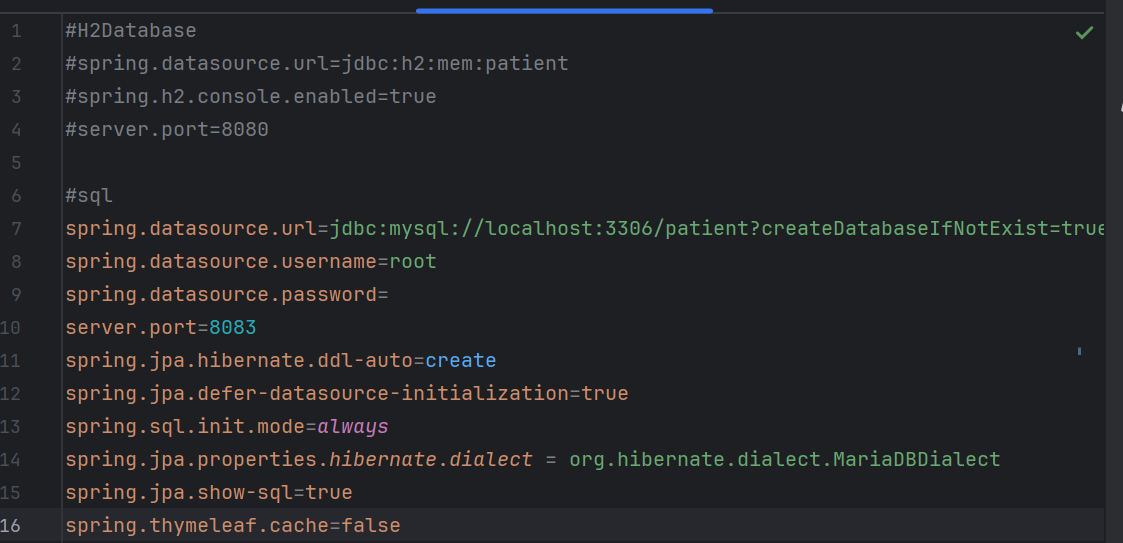 1 #H2Database
2 #spring.datasource.url=jdbc:h2:mem:patient
3 #spring.h2.console.enabled=true
4 #server.port=8080
5
6 #sql
7 spring.datasource.url=jdbc:mysql://localhost:3306/patient?createDatabaseIfNotExist=true
8 spring.datasource.username=root
9 spring.datasource.password=
10 server.port=8083
11 spring.jpa.hibernate.ddl-auto=create
12 spring.jpa.defer-datasource-initialization=true
13 spring.sql.init.mode=always
14 spring.jpa.properties.hibernate.dialect = org.hibernate.dialect.MariaDBDialect
15 spring.jpa.show-sql=true
16 spring.thymeleaf.cache=false